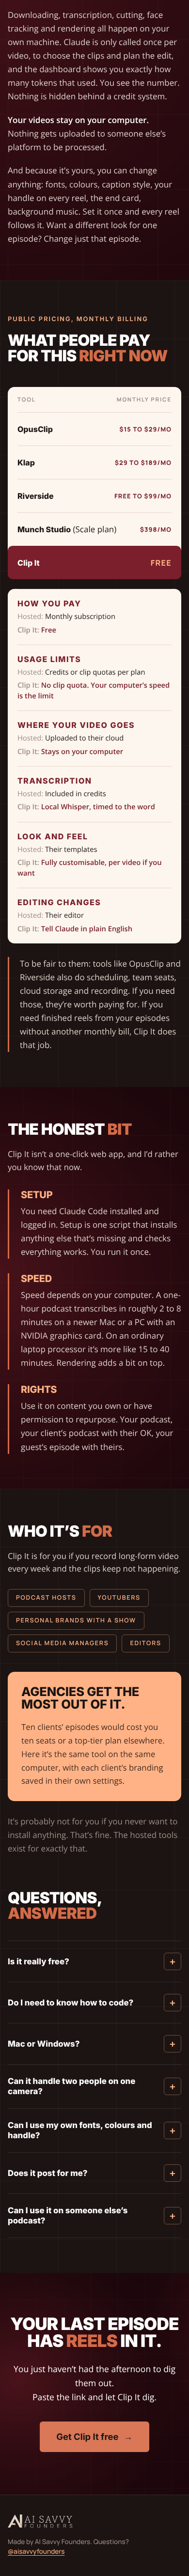 Downloading, transcription, cutting, face
tracking and rendering all happen on your
own machine. Claude is only called once per
video, to choose the clips and plan the edit,
and the dashboard shows you exactly how
many tokens that used. You see the number.
Nothing is hidden behind a credit system.
Your videos stay on your computer.
Nothing gets uploaded to someone else's
platform to be processed.
And because it's yours, you can change
anything: fonts, colours, caption style, your
handle on every reel, the end card,
background music. Set it once and every reel
follows it. Want a different look for one
episode? Change just that episode.
PUBLIC PRICING, MONTHLY BILLING
WHAT PEOPLE PAY
FOR THIS RIGHT NOW
TOOL MONTHLY PRICE
OpusClip $15 TO $29/MO
Klap $29 TO $189/MO
Riverside FREE TO $99/MO
Munch Studio (Scale plan) $398/MO
Clip It FREE
HOW YOU PAY
Hosted: Monthly subscription
Clip It: Free
USAGE LIMITS
Hosted: Credits or clip quotas per plan
Clip It: No clip quota. Your computer's speed
is the limit
WHERE YOUR VIDEO GOES
Hosted: Uploaded to their cloud
Clip It: Stays on your computer
TRANSCRIPTION
Hosted: Included in credits
Clip It: Local Whisper, timed to the word
LOOK AND FEEL
Hosted: Their templates
Clip It: Fully customisable, per video if you
want
EDITING CHANGES
Hosted: Their editor
Clip It: Tell Claude in plain English
To be fair to them: tools like OpusClip and
Riverside also do scheduling, team seats,
cloud storage and recording. If you need
those, they're worth paying for. If you
need finished reels from your episodes
without another monthly bill, Clip It does
that job.
THE HONEST BIT
Clip It isn't a one-click web app, and I'd rather
you know that now.
SETUP
You need Claude Code installed and
logged in. Setup is one script that installs
anything else that's missing and checks
everything works. You run it once.
SPEED
Speed depends on your computer. A one-
hour podcast transcribes in roughly 2 to 8
minutes on a newer Mac or a PC with an
NVIDIA graphics card. On an ordinary
laptop processor it's more like 15 to 40
minutes. Rendering adds a bit on top.
RIGHTS
Use it on content you own or have
permission to repurpose. Your podcast,
your client's podcast with their OK, your
guest's episode with theirs.
WHO IT'S FOR
Clip It is for you if you record long-form video
every week and the clips keep not happening.
PODCAST HOSTS YOUTUBERS
PERSONAL BRANDS WITH A SHOW
SOCIAL MEDIA MANAGERS EDITORS
AGENCIES GET THE
MOST OUT OF IT.
Ten clients' episodes would cost you
ten seats or a top-tier plan elsewhere.
Here it's the same tool on the same
computer, with each client's branding
saved in their own settings.
It's probably not for you if you never want to
install anything. That's fine. The hosted tools
exist for exactly that.
QUESTIONS,
ANSWERED
Is it really free? +
Do I need to know how to code? +
Mac or Windows? +
Can it handle two people on one
camera? +
Can I use my own fonts, colours and
handle? +
Does it post for me? +
Can I use it on someone else's
podcast? +
YOUR LAST EPISODE
HAS REELS IN IT.
You just haven't had the afternoon to dig
them out.
Paste the link and let Clip It dig.
Get Clip It free →
AI AI SAVVY
FOUNDERS
Made by AI Savvy Founders. Questions?
@aisavvyfounders